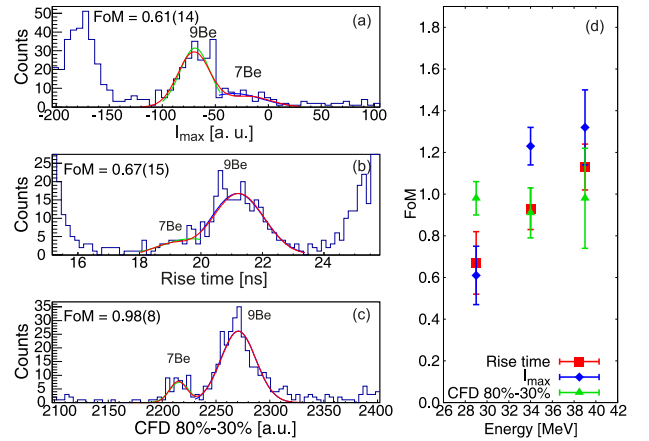 FoM = 0.61(14)
(a)
9Be
7Be
Counts
50
40
30
20
10
0
-200
-150
-100
-50
0
50
100
I_max [a. u.]
FoM = 0.67(15)
(b)
9Be
7Be
Counts
25
20
15
10
5
0
16
18
20
22
24
Rise time [ns]
FoM = 0.98(8)
(c)
9Be
7Be
Counts
35
30
25
20
15
10
5
0
2100
2150
2200
2250
2300
2350
2400
CFD 80%-30% [a.u.]
(d)
FoM
1.8
1.6
1.4
1.2
1.0
0.8
0.6
0.4
0.2
0.0
Rise time
I_max
CFD 80%-30%
26 28 30 32 34 36 38 40 42
Energy [MeV]